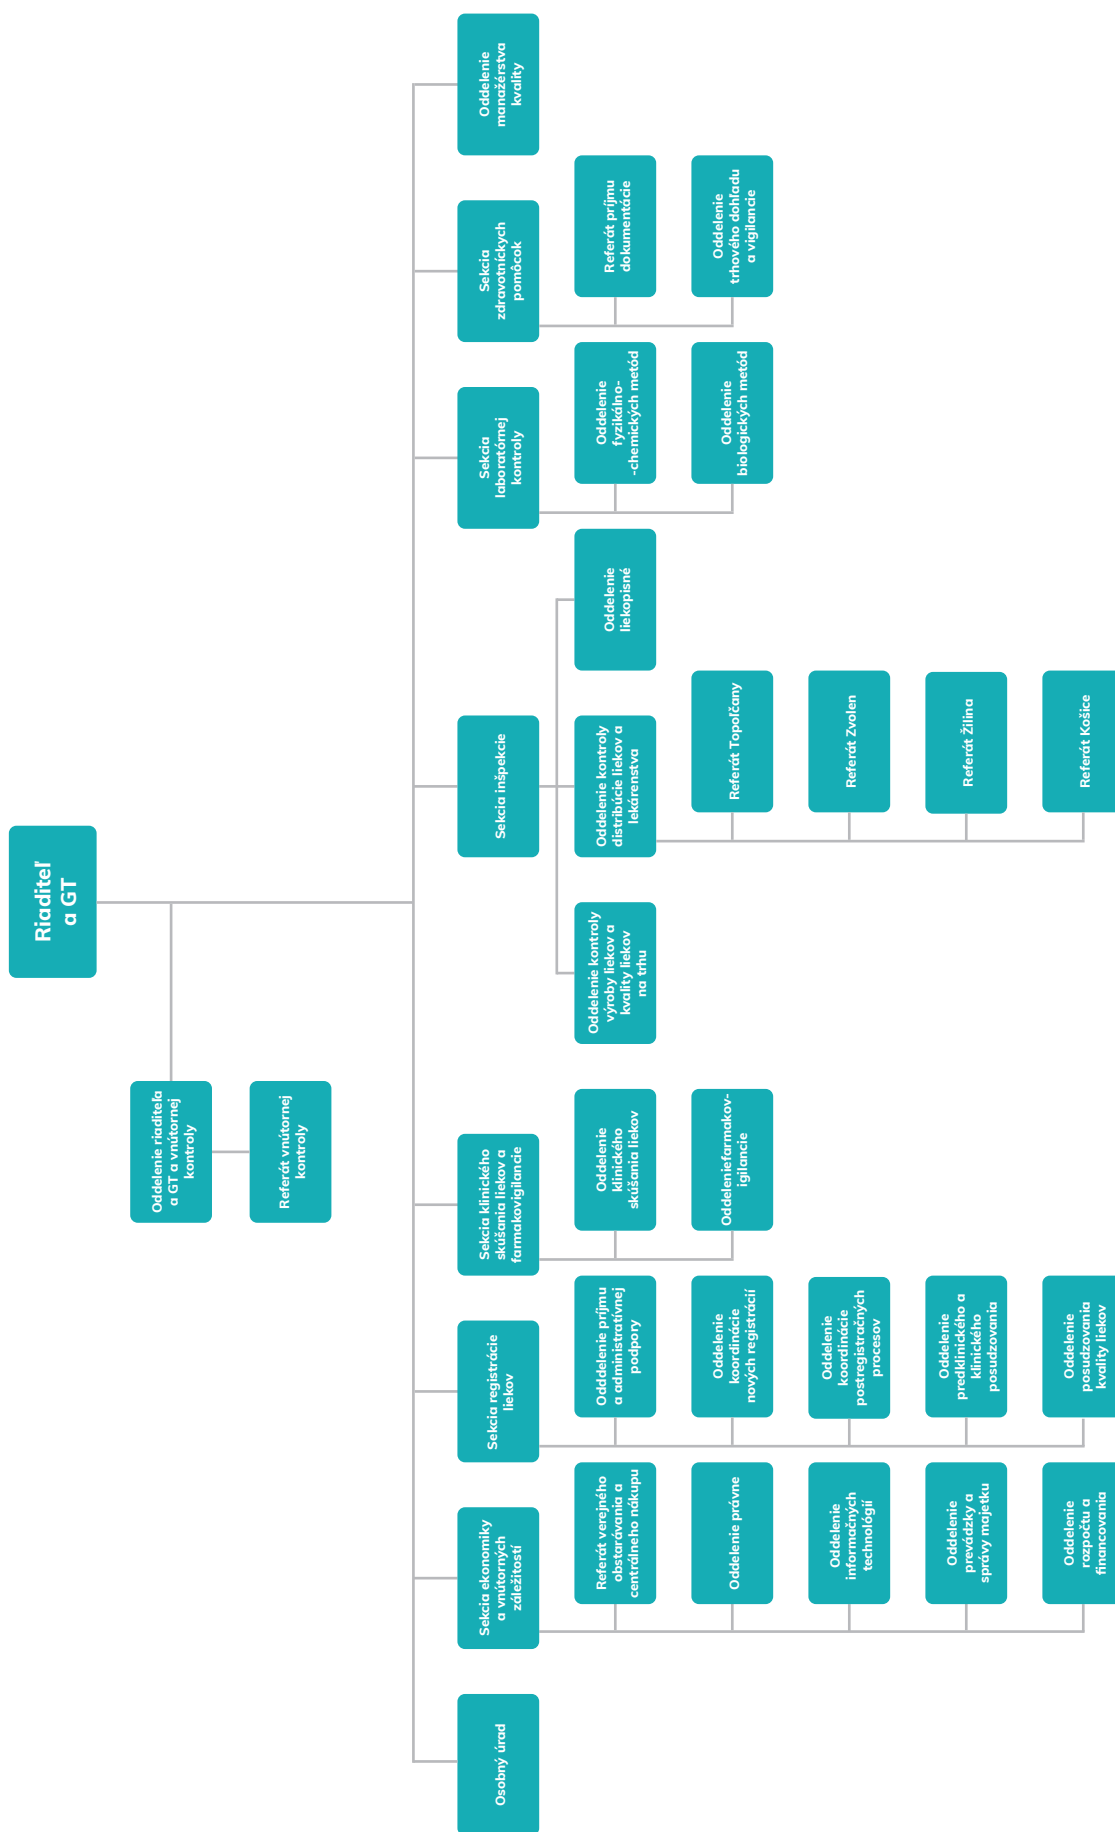 Riaditeľ
a GT
Oddelenie riaditeľa
a GT a vnútornej
kontroly
Referát vnútornej
kontroly
Osobný úrad
Sekcia ekonomiky
a vnútorných
záležitostí
Referát verejného
obstarávania a
centrálneho nákupu
Oddelenie právne
Oddelenie
informačných
technológií
Oddelenie
prevádzky a
správy majetku
Oddelenie
rozpočtu a
financovania
Sekcia registrácie
liekov
Odddelenie príjmu
a administratívnej
podpory
Oddelenie
koordinácie
nových registrácií
Oddelenie
koordinácie
postregistračných
procesov
Oddelenie
predklinického a
klinického
posudzovania
Oddelenie
posudzovania
kvality liekov
Sekcia klinického
skúšania liekov a
farmakovigilancie
Oddelenie
klinického
skúšania liekov
Oddeleniefarmakov-
igilancie
Sekcia inšpekcie
Oddelenie kontroly
výroby liekov a
kvality liekov
na trhu
Oddelenie kontroly
distribúcie liekov a
lekárenstva
Referát Topoľčany
Referát Zvolen
Referát Žilina
Referát Košice
Oddelenie
liekopisné
Sekcia
laboratórnej
kontroly
Oddelenie
fyzikálno-
-chemických metód
Oddelenie
biologických metód
Sekcia
zdravotníckych
pomôcok
Referát príjmu
dokumentácie
Oddelenie
trhového dohľadu
a vigilancie
Oddelenie
manažérstva
kvality